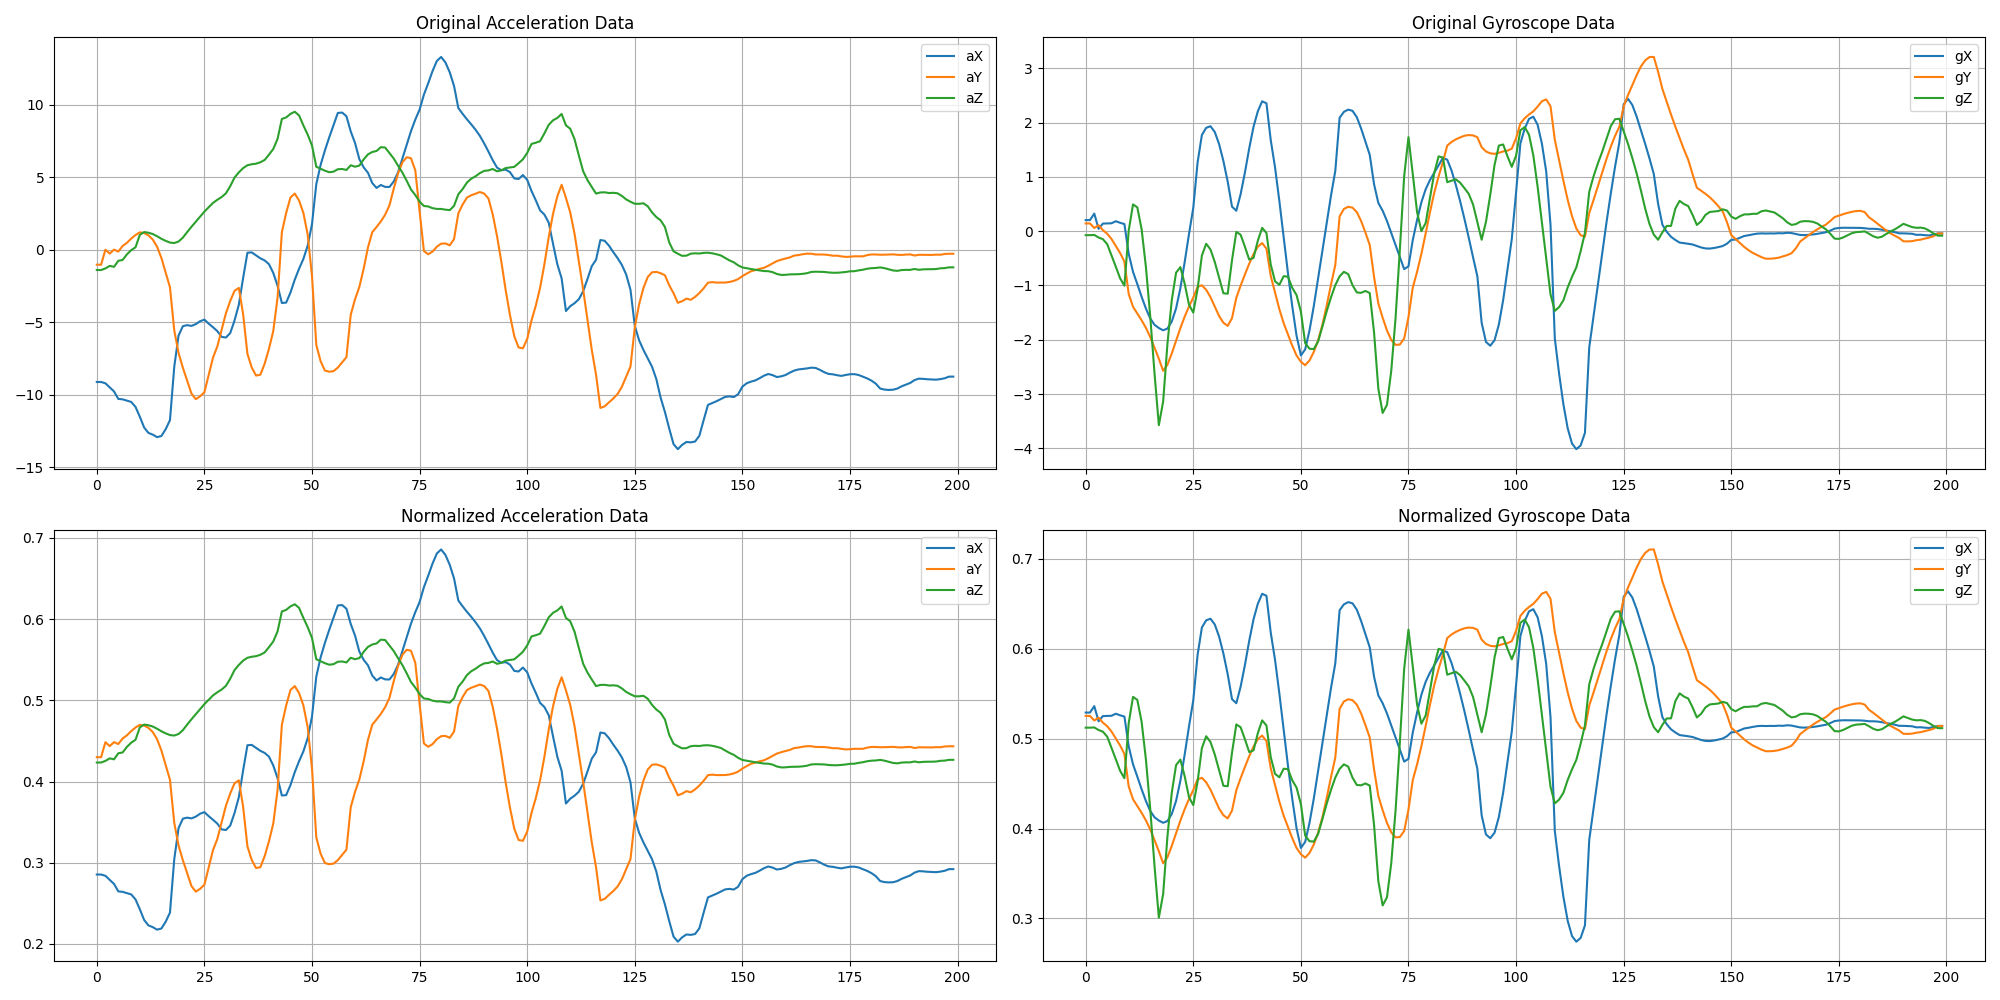 Original Acceleration Data
10
5
0
−5
−10
−15
0 25 50 75 100 125 150 175 200
aX
aY
aZ
Original Gyroscope Data
3
2
1
0
−1
−2
−3
−4
0 25 50 75 100 125 150 175 200
gX
gY
gZ
Normalized Acceleration Data
0.7
0.6
0.5
0.4
0.3
0.2
0 25 50 75 100 125 150 175 200
aX
aY
aZ
Normalized Gyroscope Data
0.7
0.6
0.5
0.4
0.3
0 25 50 75 100 125 150 175 200
gX
gY
gZ